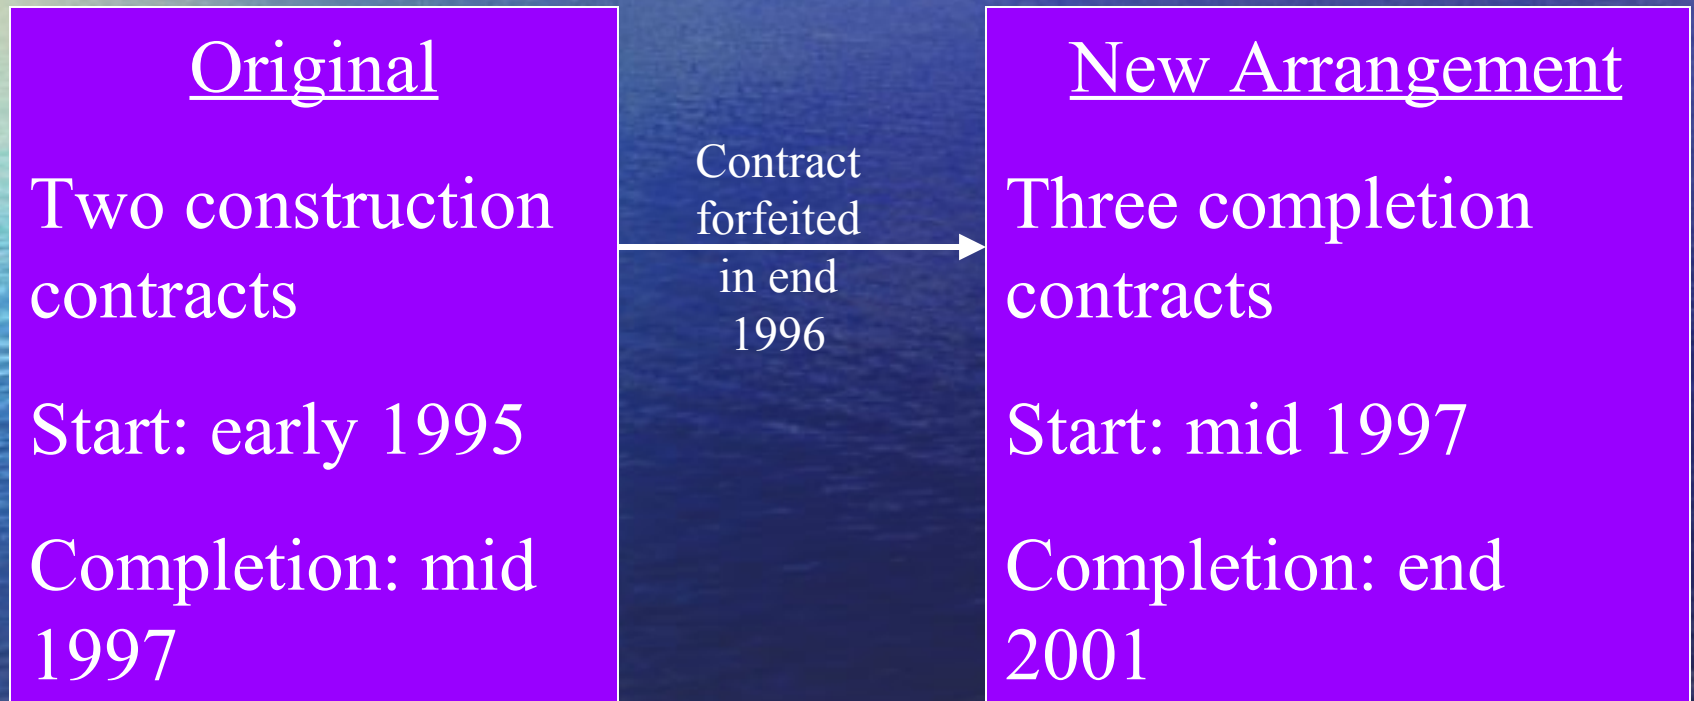 Original
Two construction
contracts
Start: early 1995
Completion: mid
1997
Contract
forfeited
in end
1996
New Arrangement
Three completion
contracts
Start: mid 1997
Completion: end
2001